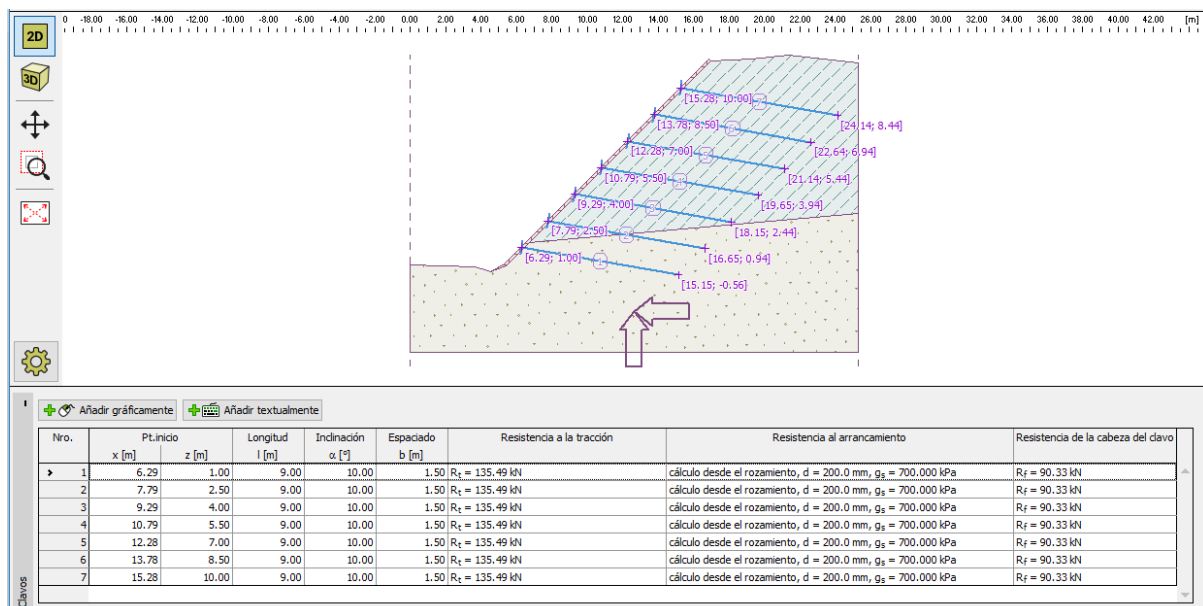 0 -18.00 -16.00 -14.00 -12.00 -10.00 -8.00 -6.00 -4.00 -2.00 0.00 2.00 4.00 6.00 8.00 10.00 12.00 14.00 16.00 18.00 20.00 22.00 24.00 26.00 28.00 30.00 32.00 34.00 36.00 38.00 40.00 42.00 [m]
2D
3D
[15.28; 10.00] 7
[24.14; 8.44]
[13.78; 8.50] 6
[22.64; 6.94]
[12.28; 7.00] 5
[21.14; 5.44]
[10.79; 5.50] 4
[19.65; 3.94]
[9.29; 4.00] 3
[18.15; 2.44]
[7.79; 2.50] 2
[16.65; 0.94]
[6.29; 1.00] 1
[15.15; -0.56]
Añadir gráficamente Añadir textualmente
Nro. Pt.inicio Longitud Inclinación Espaciado Resistencia a la tracción Resistencia al arrancamiento Resistencia de la cabeza del clavo
x [m] z [m] l [m] α [°] b [m]
1 6.29 1.00 9.00 10.00 1.50 Rt = 135.49 kN cálculo desde el rozamiento, d = 200.0 mm, gs = 700.000 kPa Rf = 90.33 kN
2 7.79 2.50 9.00 10.00 1.50 Rt = 135.49 kN cálculo desde el rozamiento, d = 200.0 mm, gs = 700.000 kPa Rf = 90.33 kN
3 9.29 4.00 9.00 10.00 1.50 Rt = 135.49 kN cálculo desde el rozamiento, d = 200.0 mm, gs = 700.000 kPa Rf = 90.33 kN
4 10.79 5.50 9.00 10.00 1.50 Rt = 135.49 kN cálculo desde el rozamiento, d = 200.0 mm, gs = 700.000 kPa Rf = 90.33 kN
5 12.28 7.00 9.00 10.00 1.50 Rt = 135.49 kN cálculo desde el rozamiento, d = 200.0 mm, gs = 700.000 kPa Rf = 90.33 kN
6 13.78 8.50 9.00 10.00 1.50 Rt = 135.49 kN cálculo desde el rozamiento, d = 200.0 mm, gs = 700.000 kPa Rf = 90.33 kN
7 15.28 10.00 9.00 10.00 1.50 Rt = 135.49 kN cálculo desde el rozamiento, d = 200.0 mm, gs = 700.000 kPa Rf = 90.33 kN
Clavos